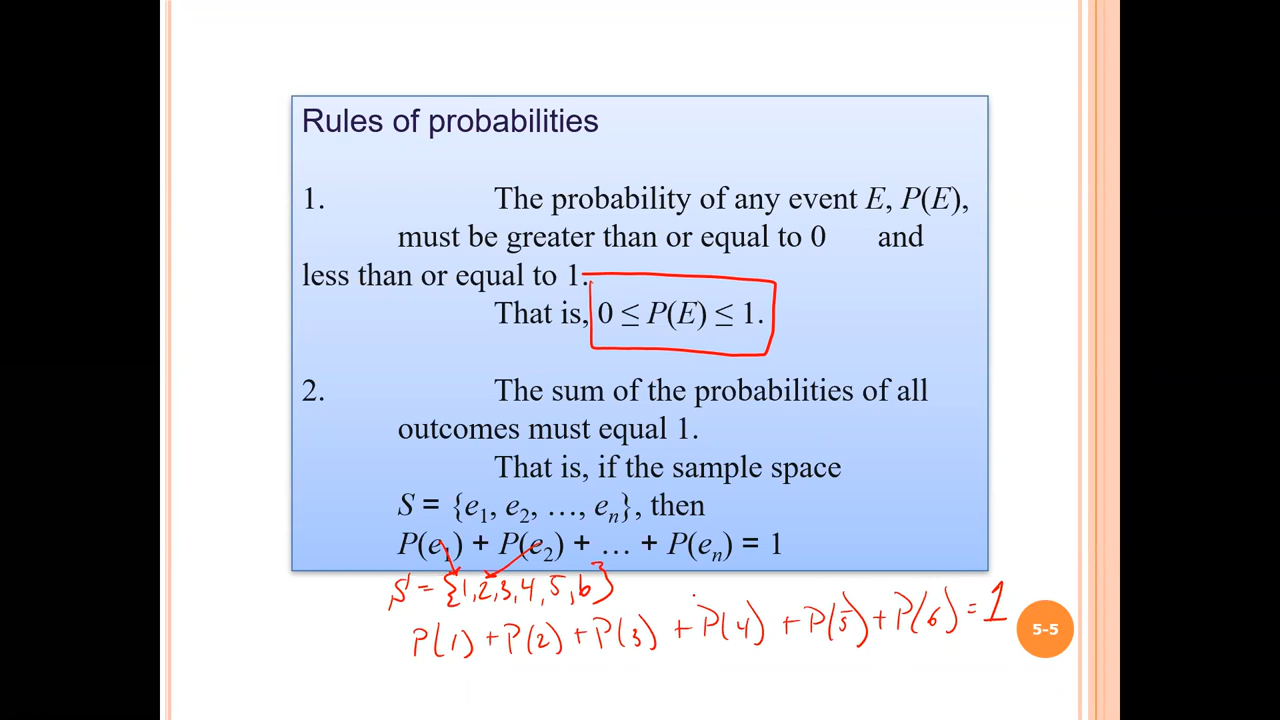 Rules of probabilities
1. The probability of any event E, P(E),
must be greater than or equal to 0 and
less than or equal to 1.
That is, 0 ≤ P(E) ≤ 1.
2. The sum of the probabilities of all
outcomes must equal 1.
That is, if the sample space
S = {e₁, e₂, …, eₙ}, then
P(e₁) + P(e₂) + … + P(eₙ) = 1
S = {1,2,3,4,5,6}
P(1) + P(2) + P(3) + P(4) + P(5) + P(6) = 1
5-5